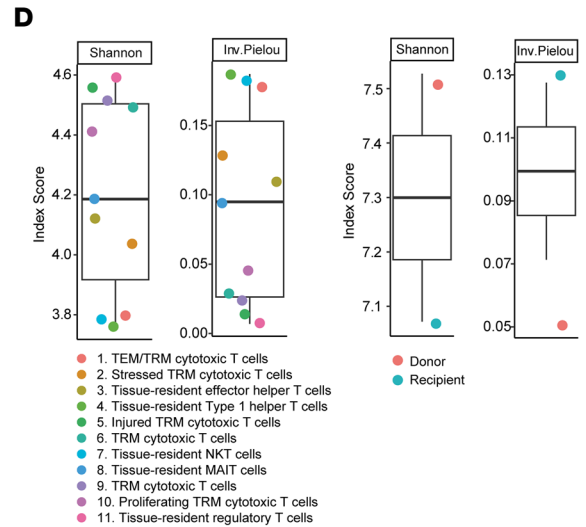 D
Shannon
Inv.Pielou
Shannon
Inv.Pielou
Index Score
4.6
4.4
4.2
4.0
3.8
0.15
0.10
0.05
0.00
Index Score
7.5
7.4
7.3
7.2
7.1
0.13
0.11
0.09
0.07
0.05
1. TEM/TRM cytotoxic T cells
2. Stressed TRM cytotoxic T cells
3. Tissue-resident effector helper T cells
4. Tissue-resident Type 1 helper T cells
5. Injured TRM cytotoxic T cells
6. TRM cytotoxic T cells
7. Tissue-resident NKT cells
8. Tissue-resident MAIT cells
9. TRM cytotoxic T cells
10. Proliferating TRM cytotoxic T cells
11. Tissue-resident regulatory T cells
Donor
Recipient